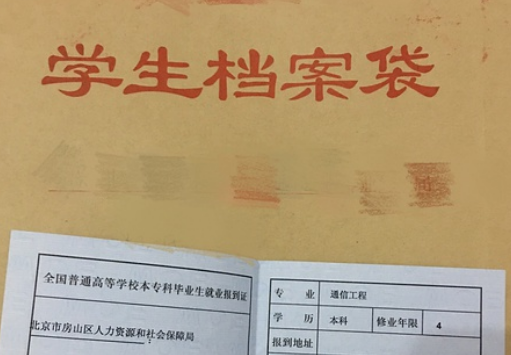 学生档案袋
全国普通高等学校本专科毕业生就业报到证
北京市房山区人力资源和社会保障局
专 业 通信工程
学 历 本科 修业年限 4
报到地址